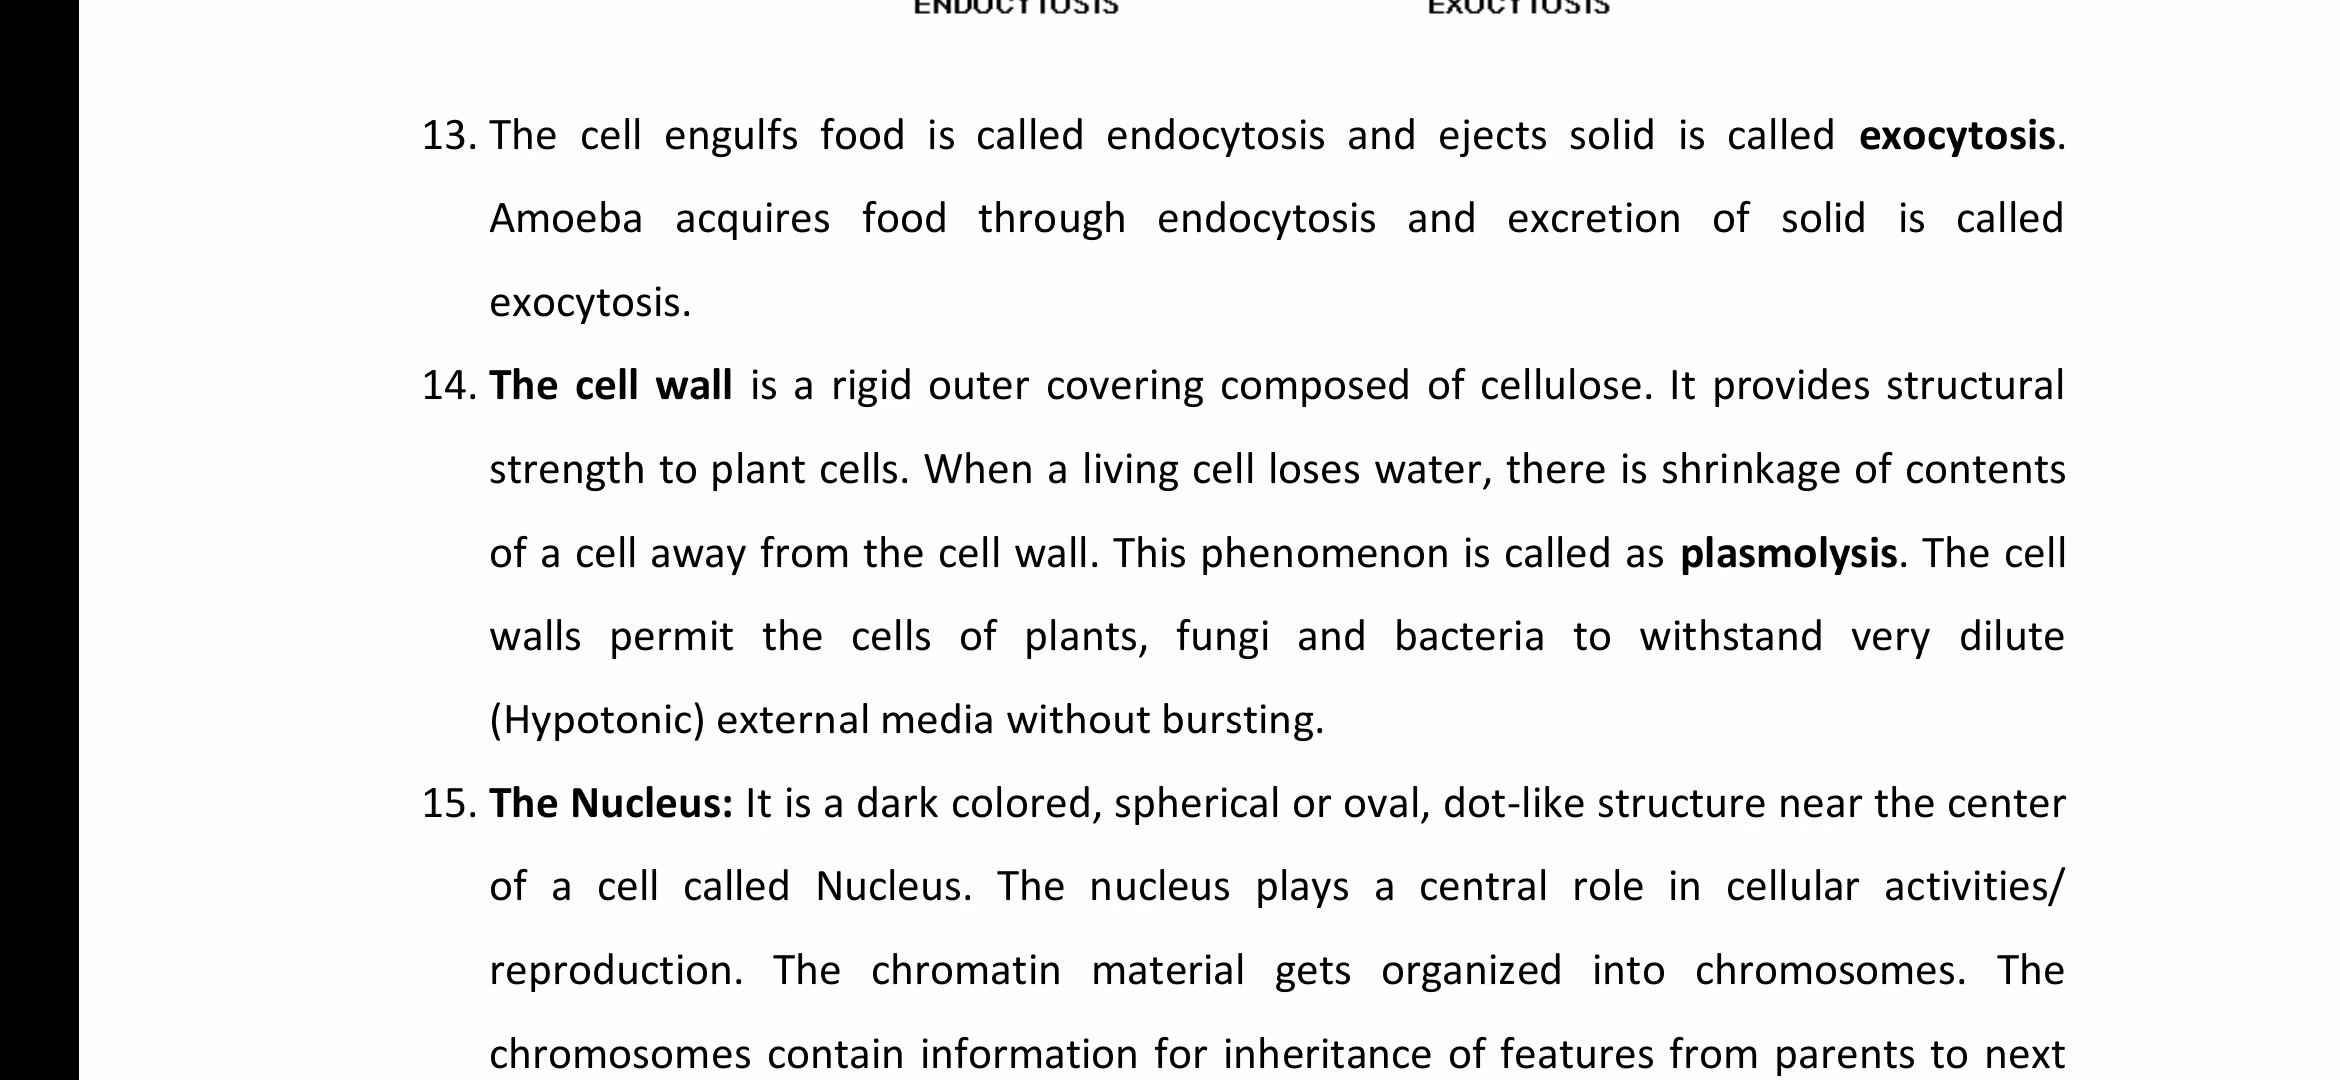 ENDOCYTOSIS EXOCYTOSIS
13. The cell engulfs food is called endocytosis and ejects solid is called exocytosis.
Amoeba acquires food through endocytosis and excretion of solid is called
exocytosis.
14. The cell wall is a rigid outer covering composed of cellulose. It provides structural
strength to plant cells. When a living cell loses water, there is shrinkage of contents
of a cell away from the cell wall. This phenomenon is called as plasmolysis. The cell
walls permit the cells of plants, fungi and bacteria to withstand very dilute
(Hypotonic) external media without bursting.
15. The Nucleus: It is a dark colored, spherical or oval, dot-like structure near the center
of a cell called Nucleus. The nucleus plays a central role in cellular activities/
reproduction. The chromatin material gets organized into chromosomes. The
chromosomes contain information for inheritance of features from parents to next